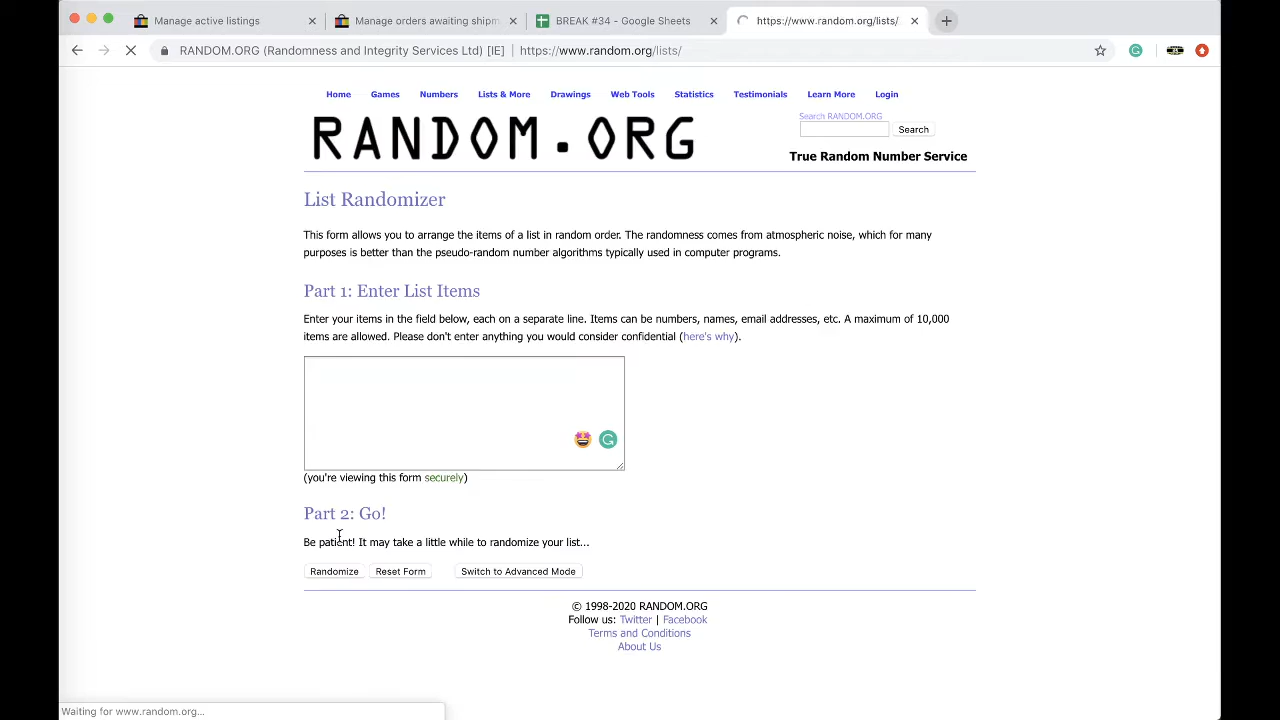 Manage active listings
Manage orders awaiting shipm
BREAK #34 - Google Sheets
https://www.random.org/lists/
RANDOM.ORG (Randomness and Integrity Services Ltd) [IE] | https://www.random.org/lists/
Home Games Numbers Lists & More Drawings Web Tools Statistics Testimonials Learn More Login
RANDOM.ORG
Search RANDOM.ORG
Search
True Random Number Service
List Randomizer
This form allows you to arrange the items of a list in random order. The randomness comes from atmospheric noise, which for many
purposes is better than the pseudo-random number algorithms typically used in computer programs.
Part 1: Enter List Items
Enter your items in the field below, each on a separate line. Items can be numbers, names, email addresses, etc. A maximum of 10,000
items are allowed. Please don't enter anything you would consider confidential (here's why).
(you're viewing this form securely)
Part 2: Go!
Be patient! It may take a little while to randomize your list...
Randomize Reset Form Switch to Advanced Mode
© 1998-2020 RANDOM.ORG
Follow us: Twitter | Facebook
Terms and Conditions
About Us
Waiting for www.random.org...